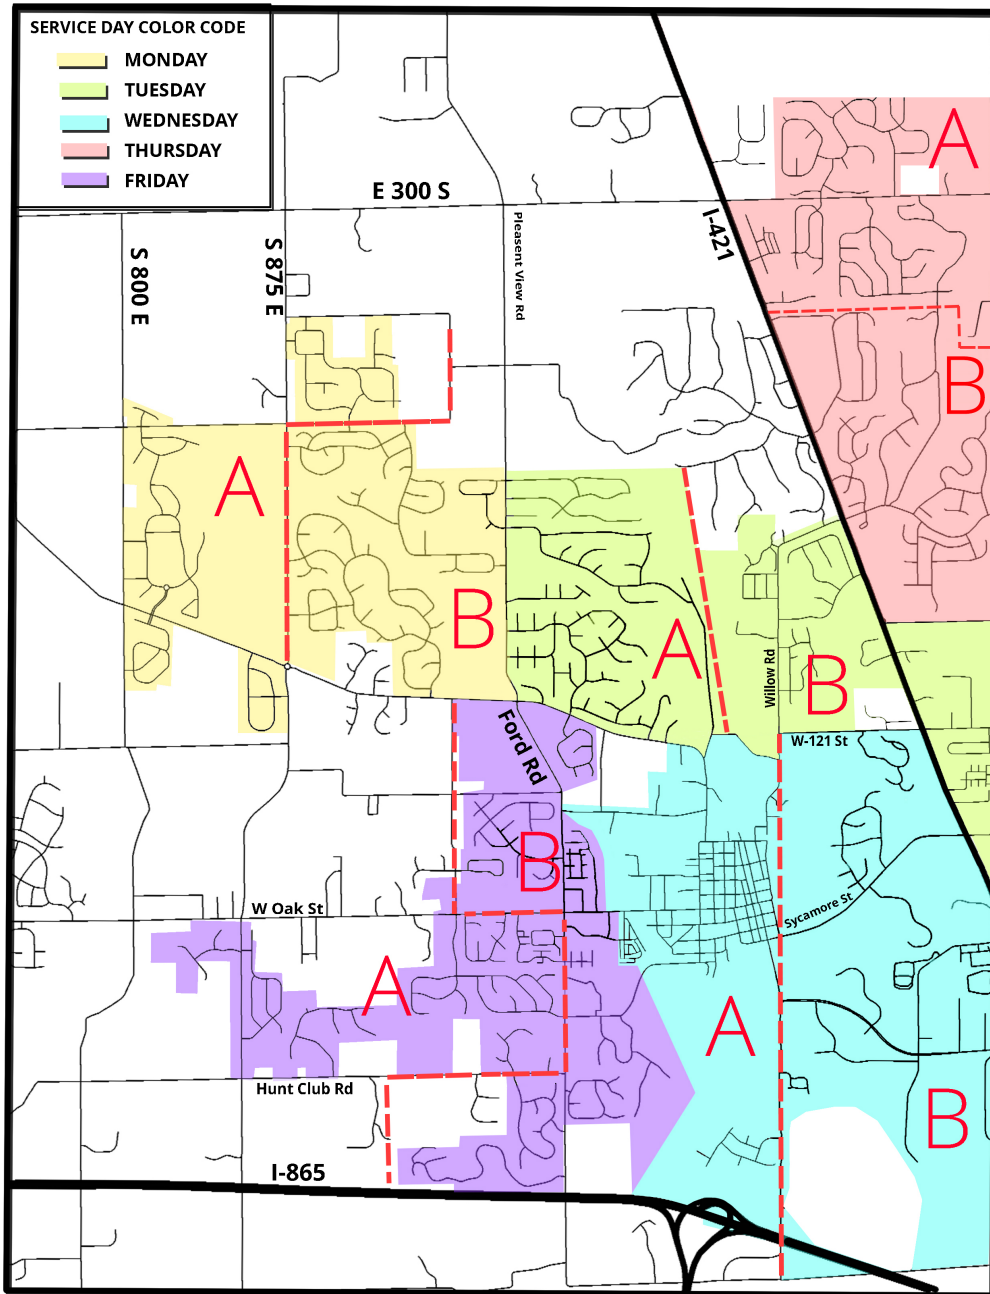 SERVICE DAY COLOR CODE
MONDAY
TUESDAY
WEDNESDAY
THURSDAY
FRIDAY
A
E 300 S
I-421
Pleasent View Rd
S 875 E
S 800 E
B
A
B
A
B
Willow Rd
W-121 St
Ford Rd
B
Sycamore St
W Oak St
A
A
Hunt Club Rd
B
I-865